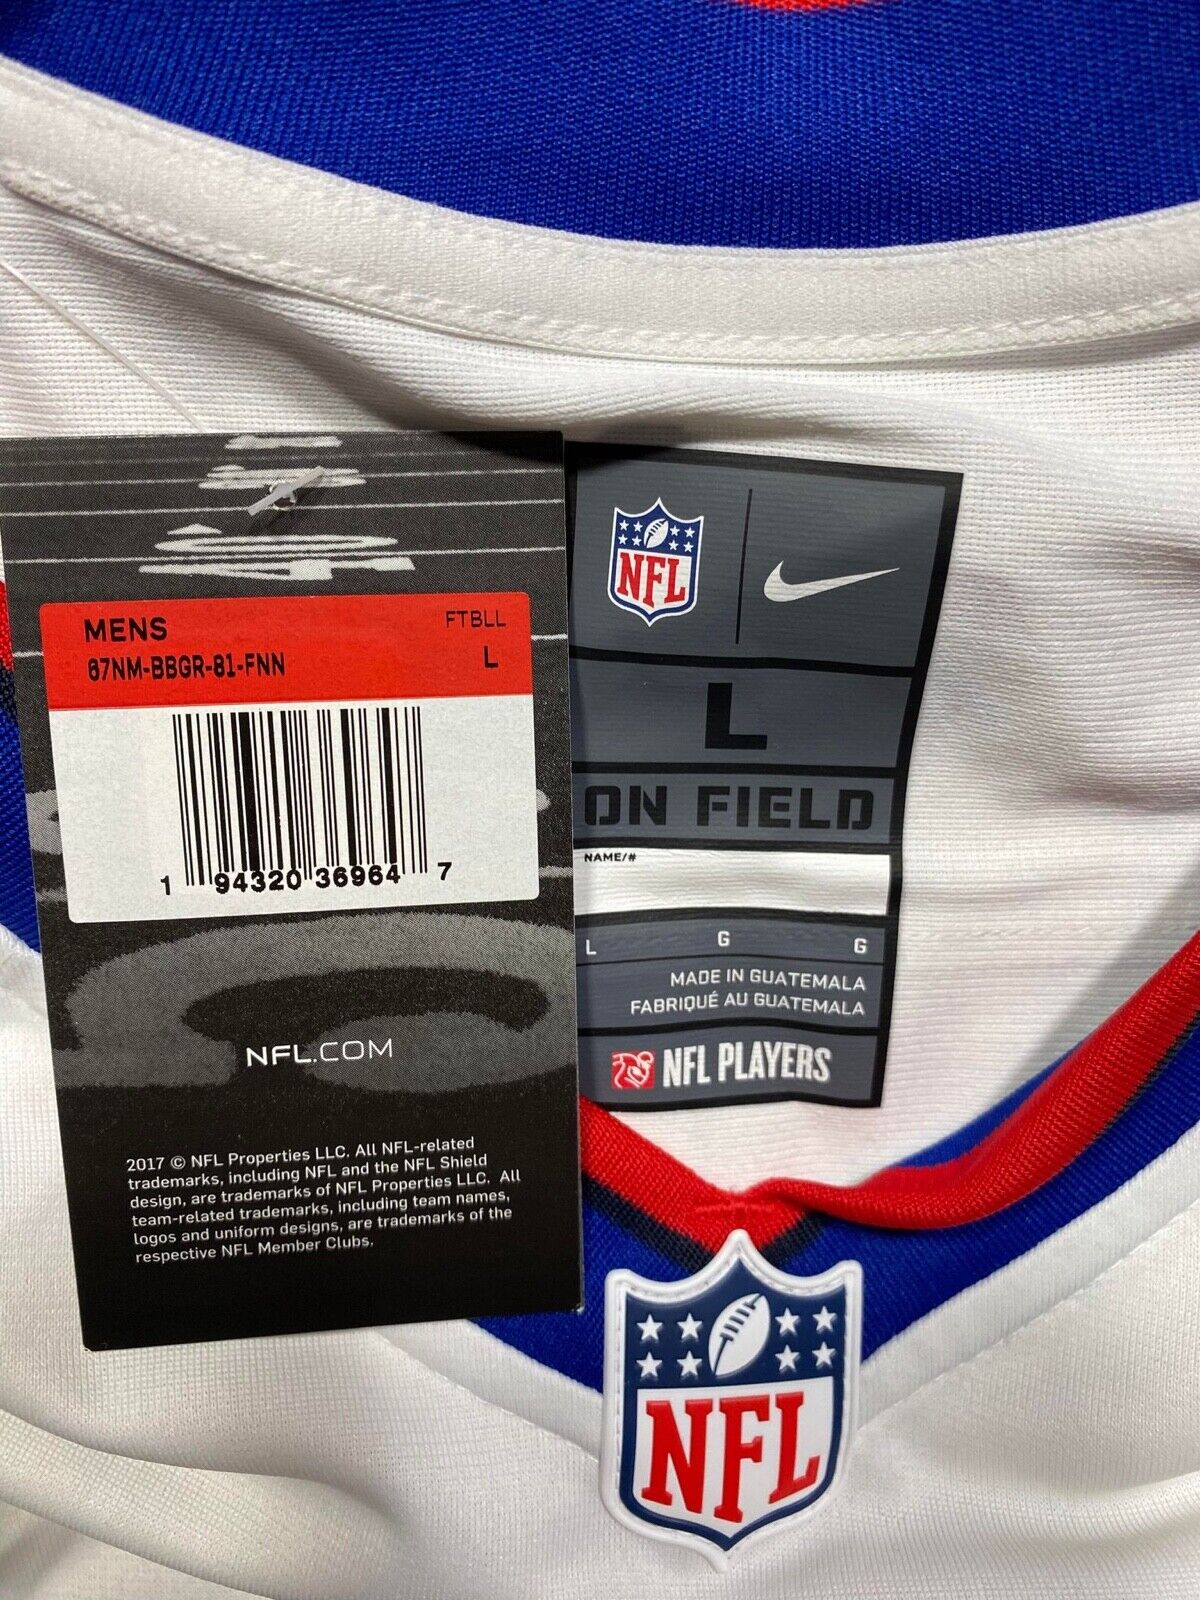 MENS
FTBLL
67NM-BBGR-81-FNN
L
1 94320 36964 7
NFL.COM
2017 © NFL Properties LLC. All NFL-related
trademarks, including NFL and the NFL Shield
design, are trademarks of NFL Properties LLC. All
team-related trademarks, including team names,
logos and uniform designs, are trademarks of the
respective NFL Member Clubs.
NFL
L
ON FIELD
NAME/#
L G G
MADE IN GUATEMALA
FABRIQUÉ AU GUATEMALA
NFL PLAYERS
NFL